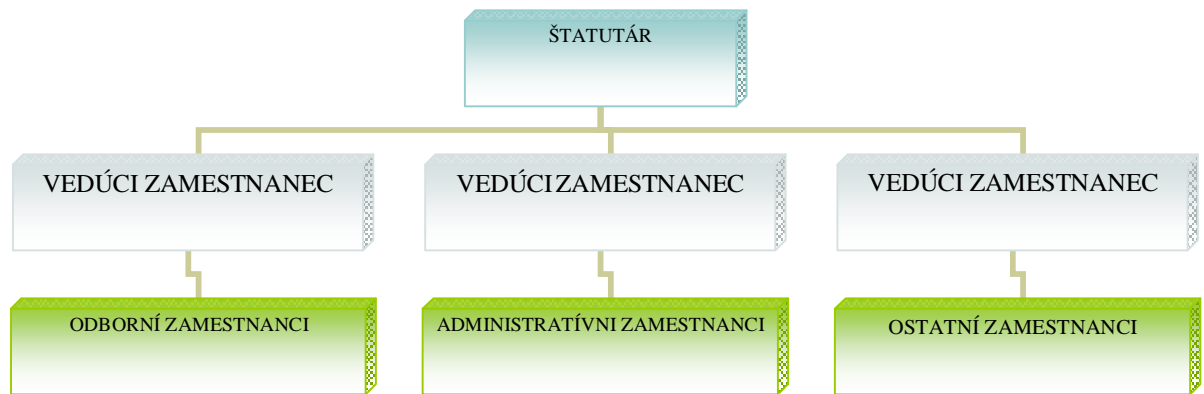 ŠTATUTÁR
VEDÚCI ZAMESTNANEC
VEDÚCI ZAMESTNANEC
VEDÚCI ZAMESTNANEC
ODBORNÍ ZAMESTNANCI
ADMINISTRATÍVNI ZAMESTNANCI
OSTATNÍ ZAMESTNANCI